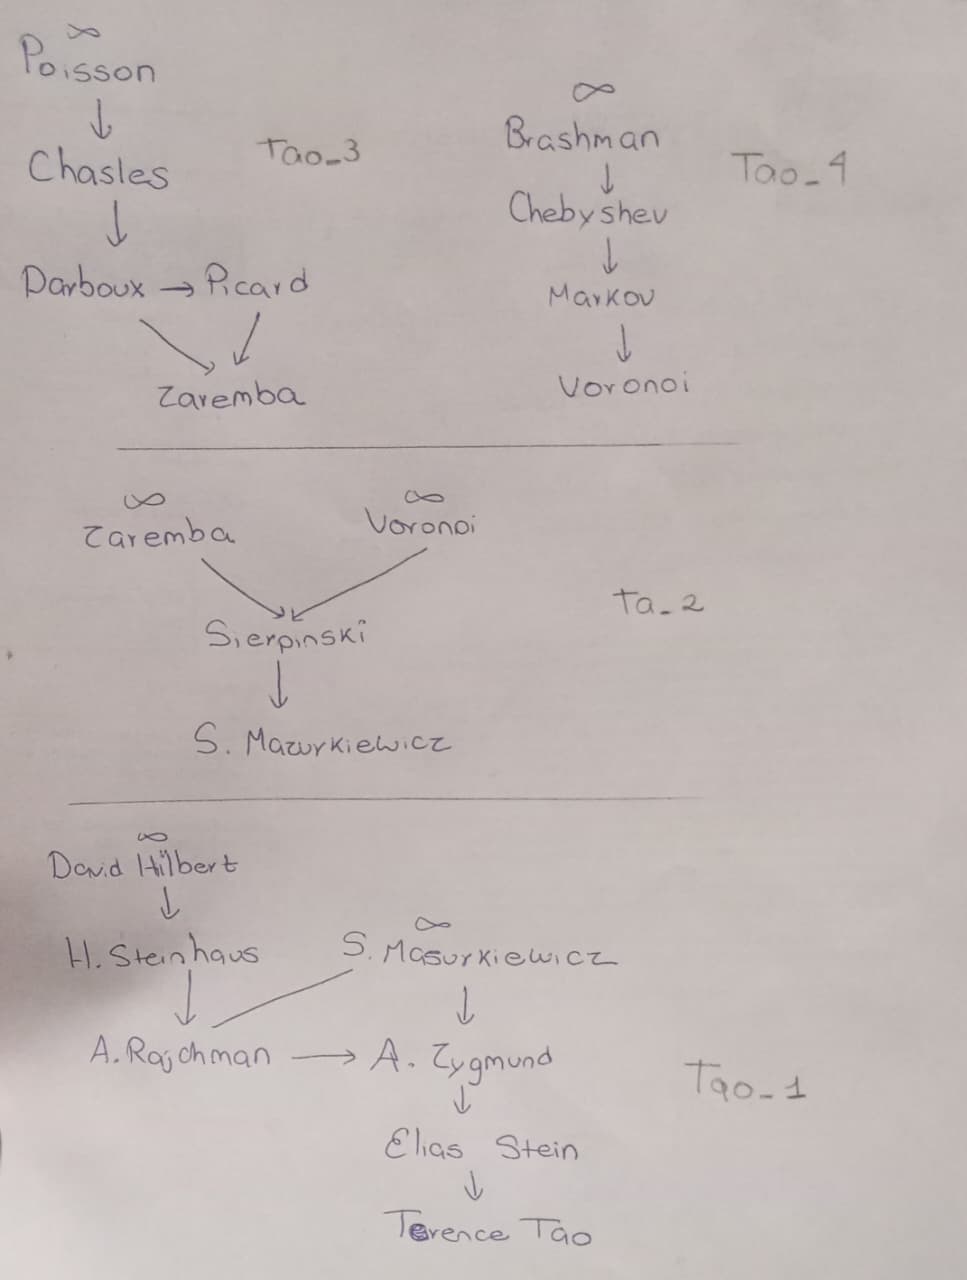 ∞
Poisson
↓
Chasles
↓
Darboux → Picard
Zaremba
Tao_3
∞
Brashman
↓
Chebyshev
↓
Markov
↓
Voronoi
Tao_4
∞
Zaremba
∞
Voronoi
Sierpinski
↓
S. Mazurkiewicz
Ta_2
∞
David Hilbert
↓
H. Steinhaus
∞
S. Masurkiewicz
↓
A. Rajchman → A. Zygmund
↓
Elias Stein
↓
Terence Tao
Tao_1